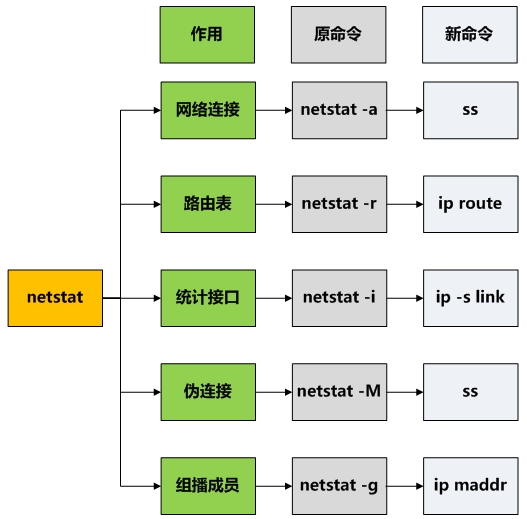 作用 原命令 新命令
网络连接 netstat -a ss
路由表 netstat -r ip route
netstat 统计接口 netstat -i ip -s link
伪连接 netstat -M ss
组播成员 netstat -g ip maddr